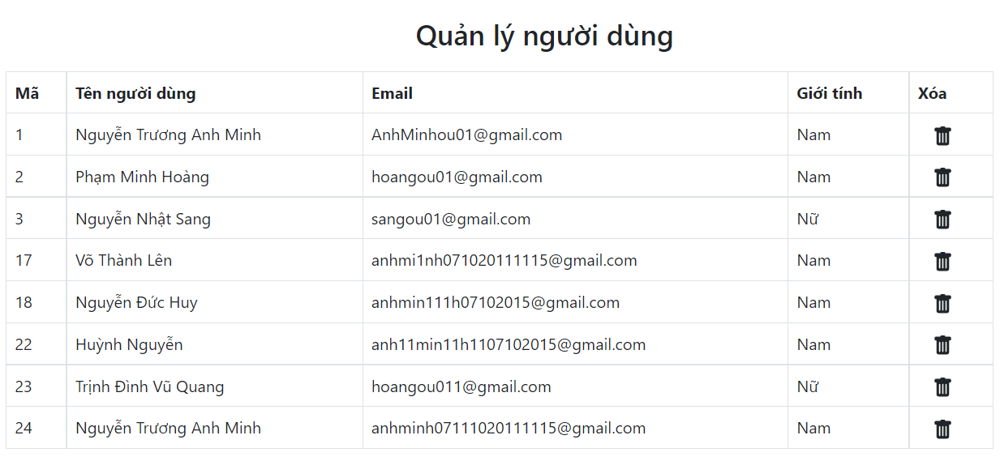 Quản lý người dùng
Mã Tên người dùng Email Giới tính Xóa
1 Nguyễn Trương Anh Minh AnhMinhou01@gmail.com Nam
2 Phạm Minh Hoàng hoangou01@gmail.com Nam
3 Nguyễn Nhật Sang sangou01@gmail.com Nữ
17 Võ Thành Lên anhmi1nh071020111115@gmail.com Nam
18 Nguyễn Đức Huy anhmin111h07102015@gmail.com Nam
22 Huỳnh Nguyễn anh11min11h1107102015@gmail.com Nam
23 Trịnh Đình Vũ Quang hoangou011@gmail.com Nữ
24 Nguyễn Trương Anh Minh anhminh07111020111115@gmail.com Nam